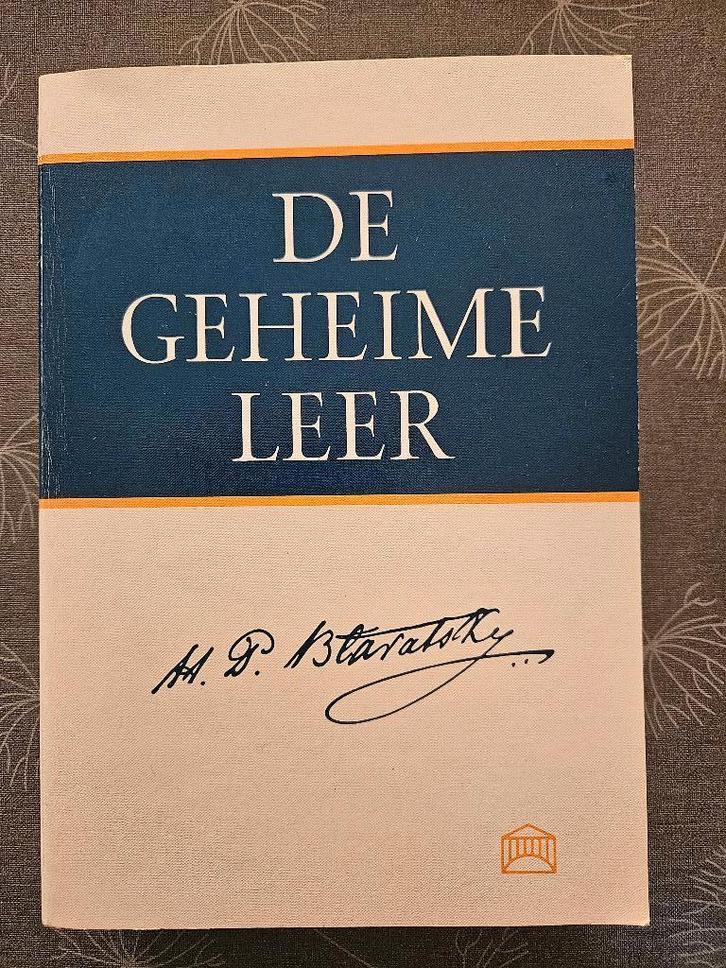 DE
GEHEIME
LEER
H. P. Blavatsky